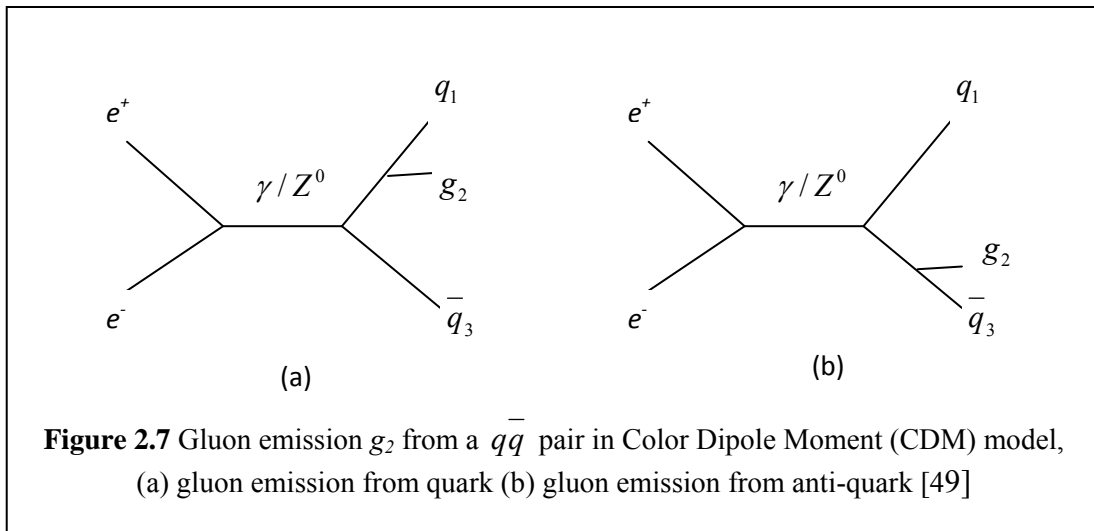 e⁺ q₁ e⁺ q₁
γ / Z⁰ g₂ γ / Z⁰
g₂
e⁻ q̅₃ e⁻ q̅₃
(a) (b)
Figure 2.7 Gluon emission g₂ from a qq̅ pair in Color Dipole Moment (CDM) model,
(a) gluon emission from quark (b) gluon emission from anti-quark [49]